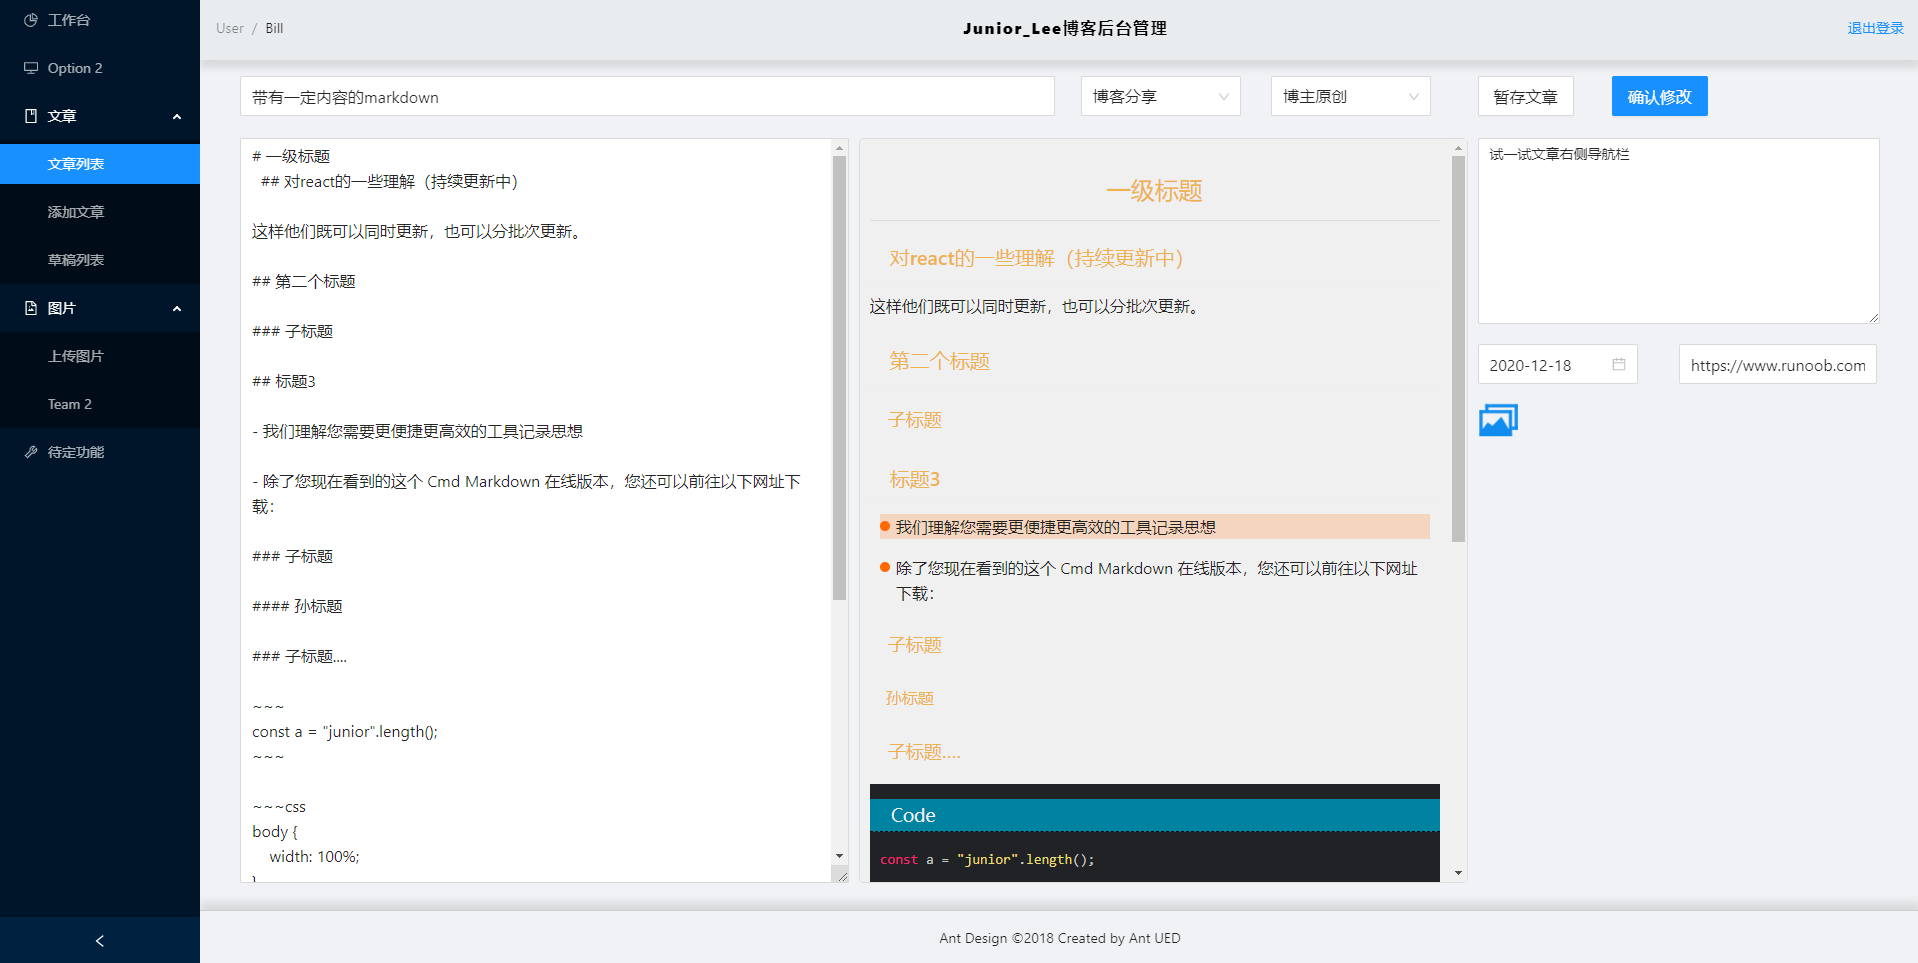 工作台
Option 2
文章
文章列表
添加文章
草稿列表
图片
上传图片
Team 2
待定功能
User / Bill
Junior_Lee博客后台管理
退出登录
带有一定内容的markdown
博客分享
博主原创
暂存文章
确认修改
# 一级标题
## 对react的一些理解（持续更新中）
这样他们既可以同时更新，也可以分批次更新。
## 第二个标题
### 子标题
## 标题3
- 我们理解您需要更便捷更高效的工具记录思想
- 除了您现在看到的这个 Cmd Markdown 在线版本，您还可以前往以下网址下
载：
### 子标题
#### 孙标题
### 子标题....
~~~
const a = "junior".length();
~~~
~~~css
body {
width: 100%;
}
一级标题
对react的一些理解（持续更新中）
这样他们既可以同时更新，也可以分批次更新。
第二个标题
子标题
标题3
我们理解您需要更便捷更高效的工具记录思想
除了您现在看到的这个 Cmd Markdown 在线版本，您还可以前往以下网址
下载：
子标题
孙标题
子标题....
Code
const a = "junior".length();
试一试文章右侧导航栏
2020-12-18
https://www.runoob.com
Ant Design ©2018 Created by Ant UED